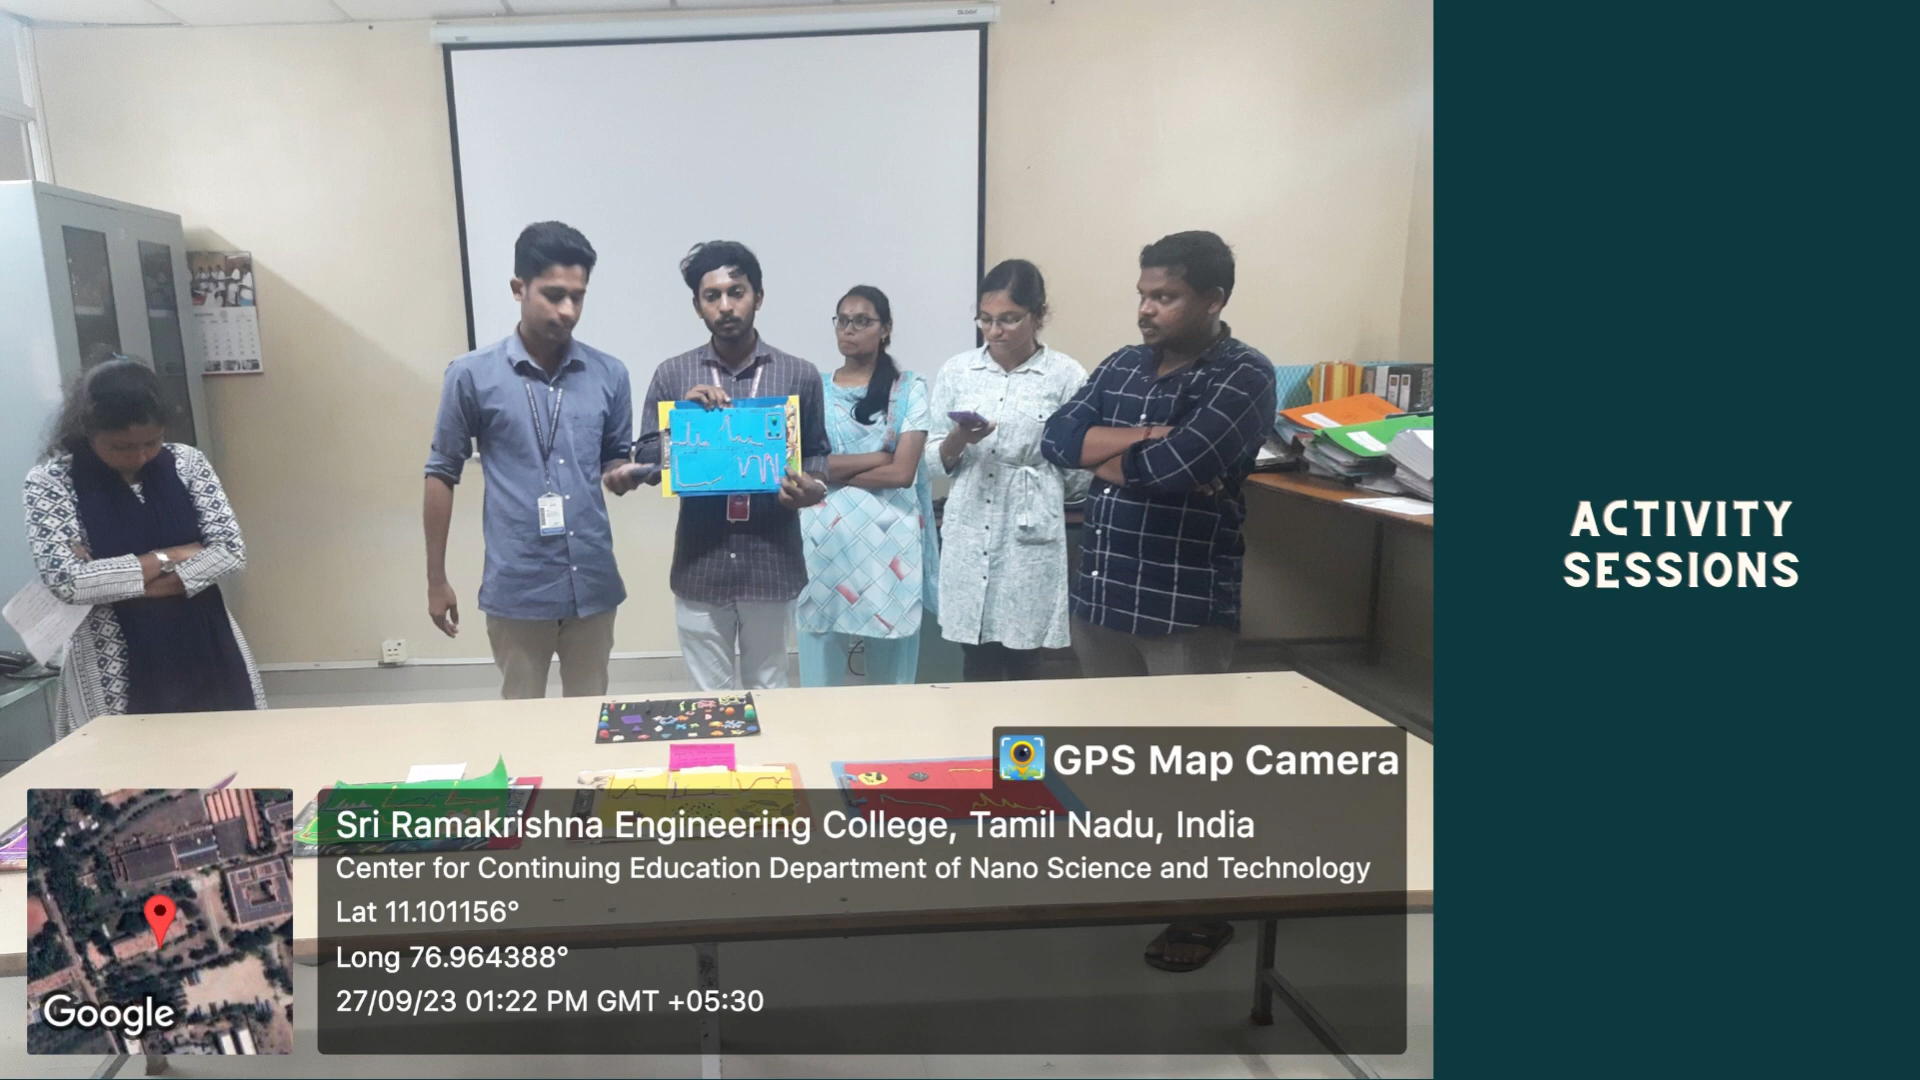 ACTIVITY
SESSIONS
GPS Map Camera
Sri Ramakrishna Engineering College, Tamil Nadu, India
Center for Continuing Education Department of Nano Science and Technology
Lat 11.101156°
Long 76.964388°
27/09/23 01:22 PM GMT +05:30
Google